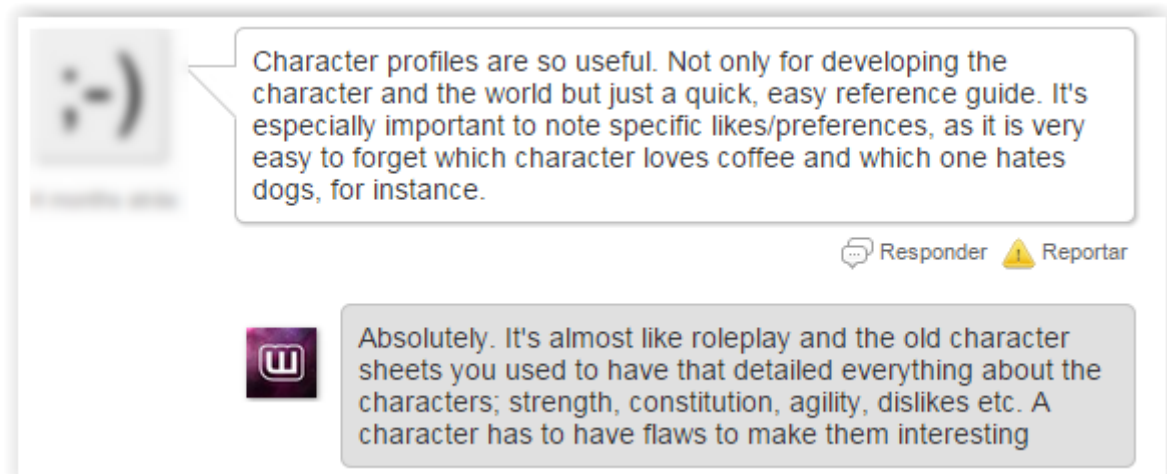 ;-)
Character profiles are so useful. Not only for developing the
character and the world but just a quick, easy reference guide. It's
especially important to note specific likes/preferences, as it is very
easy to forget which character loves coffee and which one hates
dogs, for instance.
Responder Reportar
Absolutely. It's almost like roleplay and the old character
sheets you used to have that detailed everything about the
characters; strength, constitution, agility, dislikes etc. A
character has to have flaws to make them interesting